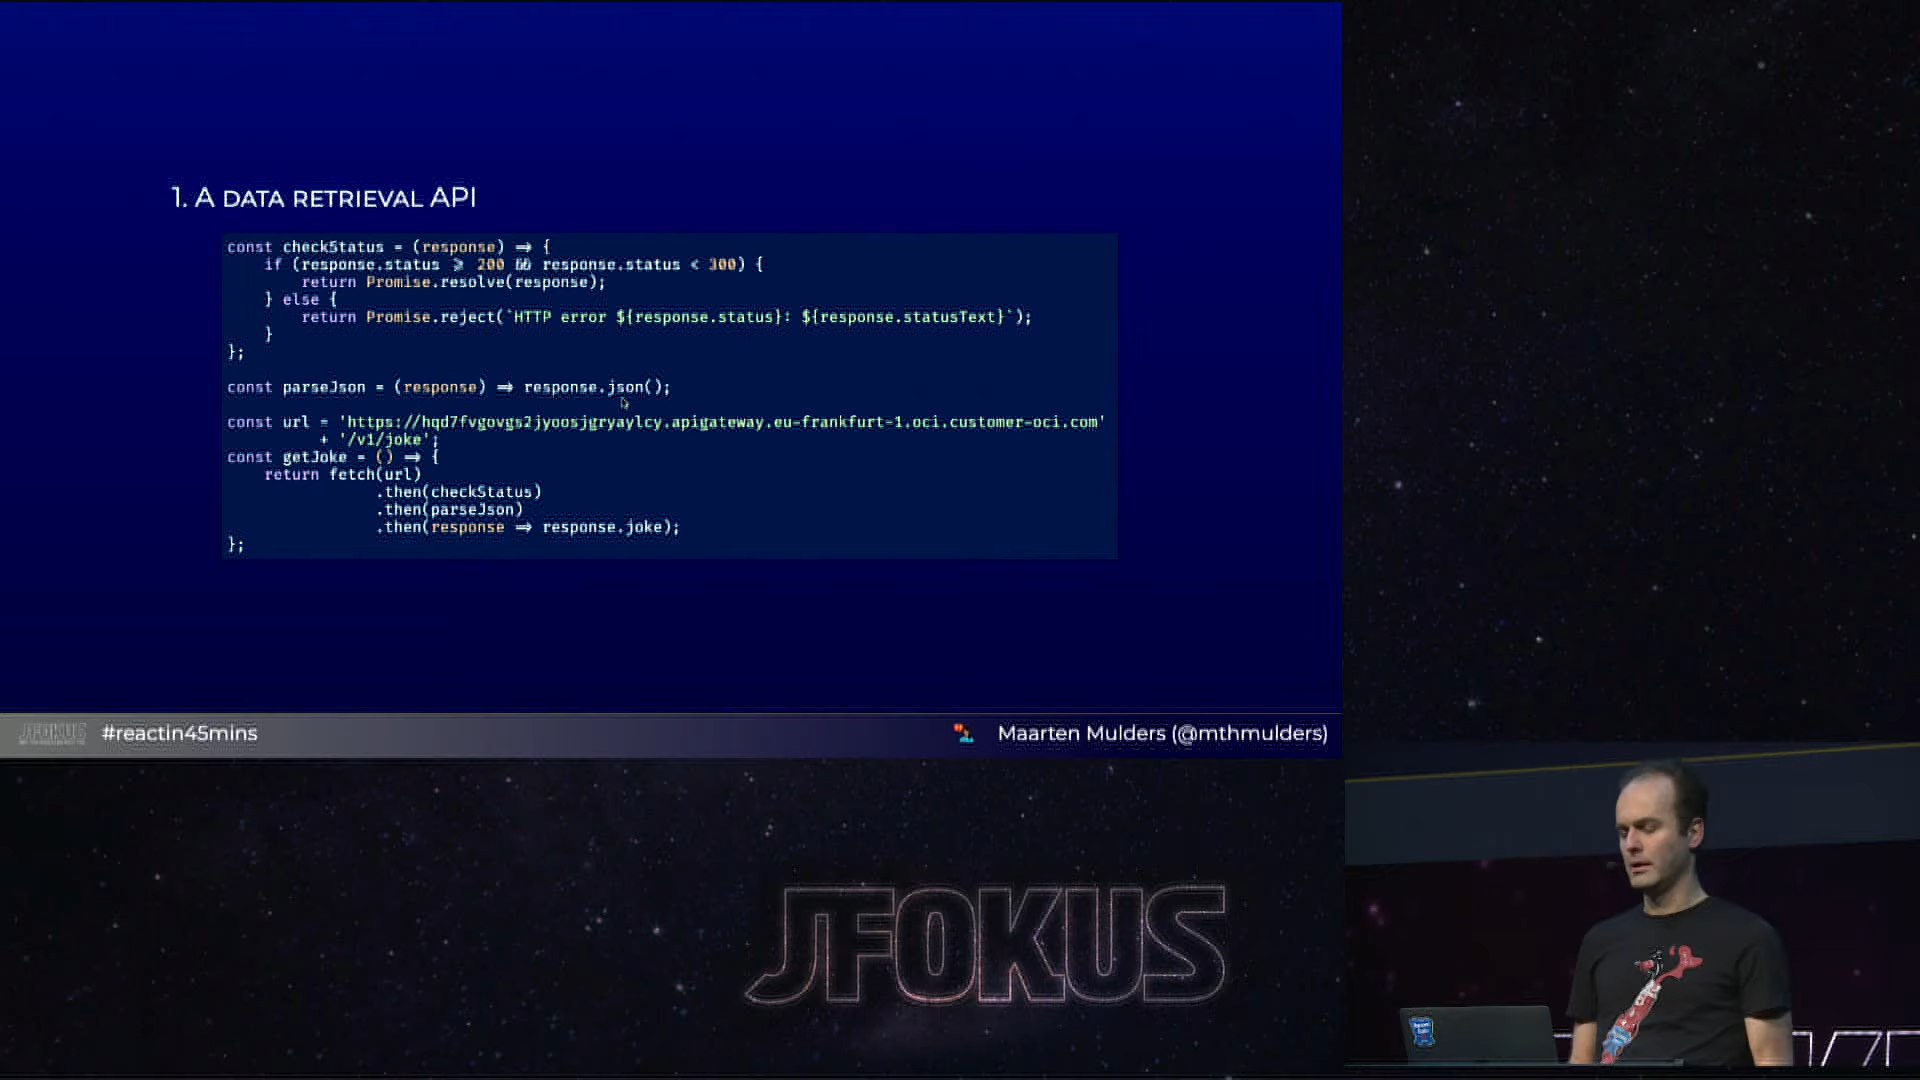 1. A DATA RETRIEVAL API
const checkStatus = (response) => {
    if (response.status >= 200 && response.status < 300) {
        return Promise.resolve(response);
    } else {
        return Promise.reject(`HTTP error ${response.status}: ${response.statusText}`);
    }
};
const parseJson = (response) => response.json();
const url = 'https://hqd7fvgovgs2jyoosjgryaylcy.apigateway.eu-frankfurt-1.oci.customer-oci.com'
          + '/v1/joke';
const getJoke = () => {
    return fetch(url)
                .then(checkStatus)
                .then(parseJson)
                .then(response => response.joke);
};
JFOKUS #reactin45mins Maarten Mulders (@mthmulders)
JFOKUS